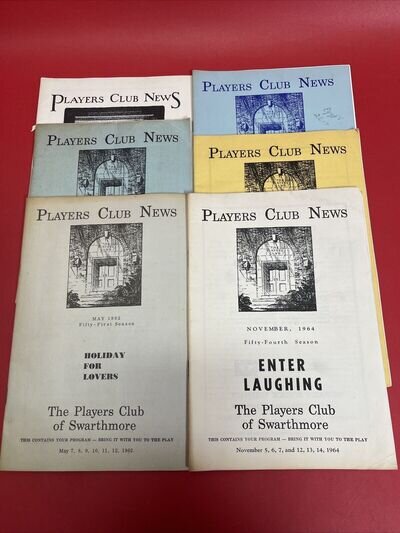 PLAYERS CLUB NEWS
PLAYERS CLUB NEWS
PLAYERS CLUB NEWS
PLAYERS CLUB NEWS
PLAYERS CLUB NEWS
MAY 1962
Fifty-First Season
HOLIDAY
FOR
LOVERS
The Players Club
of Swarthmore
THIS CONTAINS YOUR PROGRAM — BRING IT WITH YOU TO THE PLAY
May 7, 8, 9, 10, 11, 12, 1962
PLAYERS CLUB NEWS
NOVEMBER, 1964
Fifty-Fourth Season
ENTER
LAUGHING
The Players Club
of Swarthmore
THIS CONTAINS YOUR PROGRAM — BRING IT WITH YOU TO THE PLAY
November 5, 6, 7, and 12, 13, 14, 1964